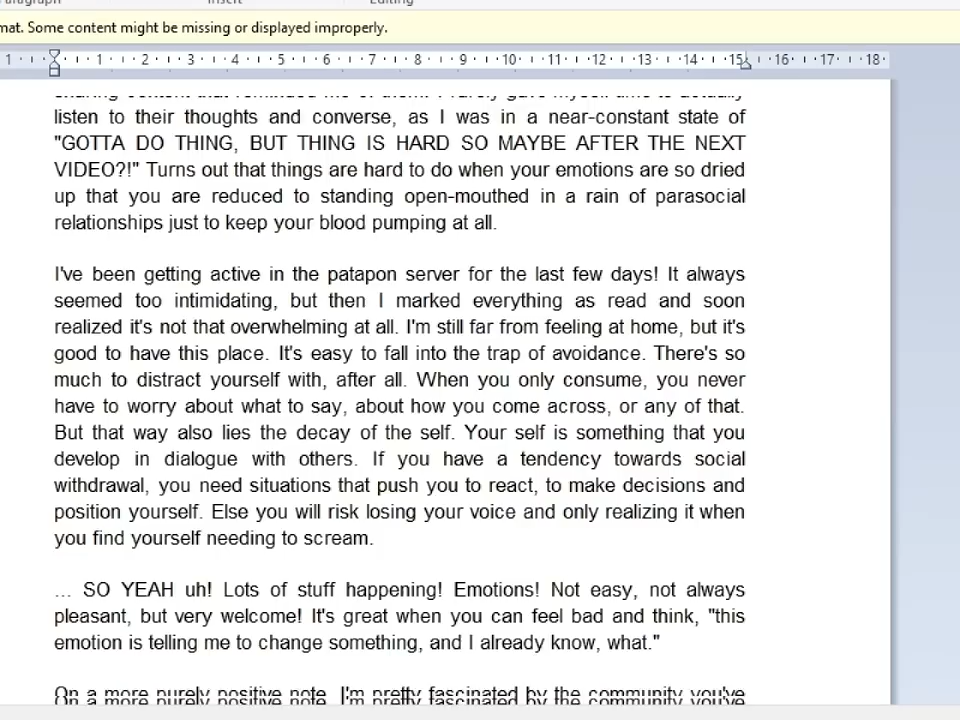 Paragraph
Insert
Editing
mat. Some content might be missing or displayed improperly.
1 1 2 3 4 5 6 7 8 9 10 11 12 13 14 15 16 17 18
sharing content that reminded me of them. I rarely gave myself time to actually
listen to their thoughts and converse, as I was in a near-constant state of
"GOTTA DO THING, BUT THING IS HARD SO MAYBE AFTER THE NEXT
VIDEO?!" Turns out that things are hard to do when your emotions are so dried
up that you are reduced to standing open-mouthed in a rain of parasocial
relationships just to keep your blood pumping at all.
I've been getting active in the patapon server for the last few days! It always
seemed too intimidating, but then I marked everything as read and soon
realized it's not that overwhelming at all. I'm still far from feeling at home, but it's
good to have this place. It's easy to fall into the trap of avoidance. There's so
much to distract yourself with, after all. When you only consume, you never
have to worry about what to say, about how you come across, or any of that.
But that way also lies the decay of the self. Your self is something that you
develop in dialogue with others. If you have a tendency towards social
withdrawal, you need situations that push you to react, to make decisions and
position yourself. Else you will risk losing your voice and only realizing it when
you find yourself needing to scream.
... SO YEAH uh! Lots of stuff happening! Emotions! Not easy, not always
pleasant, but very welcome! It's great when you can feel bad and think, "this
emotion is telling me to change something, and I already know, what."
On a more purely positive note, I'm pretty fascinated by the community you've